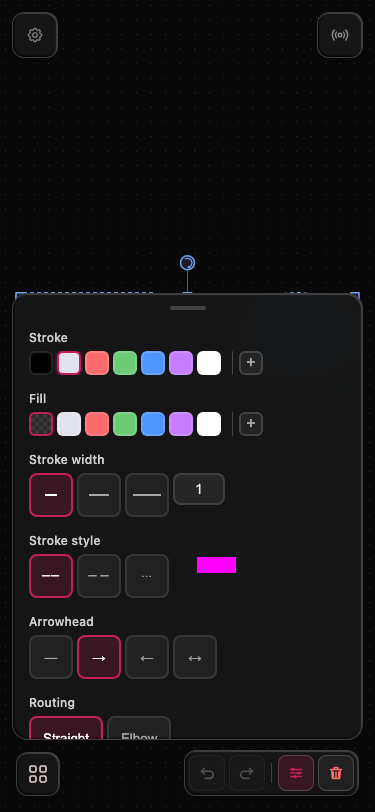 Stroke
Fill
Stroke width
1
Stroke style
Arrowhead
Routing
Straight Elbow